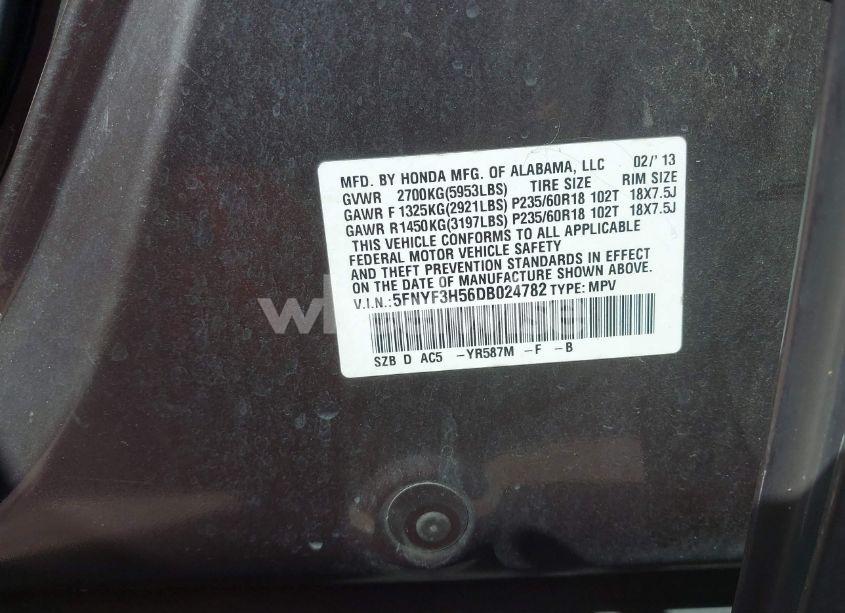 MFD. BY HONDA MFG. OF ALABAMA, LLC 02/'13
GVWR 2700KG(5953LBS) TIRE SIZE RIM SIZE
GAWR F 1325KG(2921LBS) P235/60R18 102T 18X7.5J
GAWR R1450KG(3197LBS) P235/60R18 102T 18X7.5J
THIS VEHICLE CONFORMS TO ALL APPLICABLE
FEDERAL MOTOR VEHICLE SAFETY
AND THEFT PREVENTION STANDARDS IN EFFECT
ON THE DATE OF MANUFACTURE SHOWN ABOVE.
V.I.N.:5FNYF3H56DB024782 TYPE: MPV
SZB D AC5 -YR587M -F -B